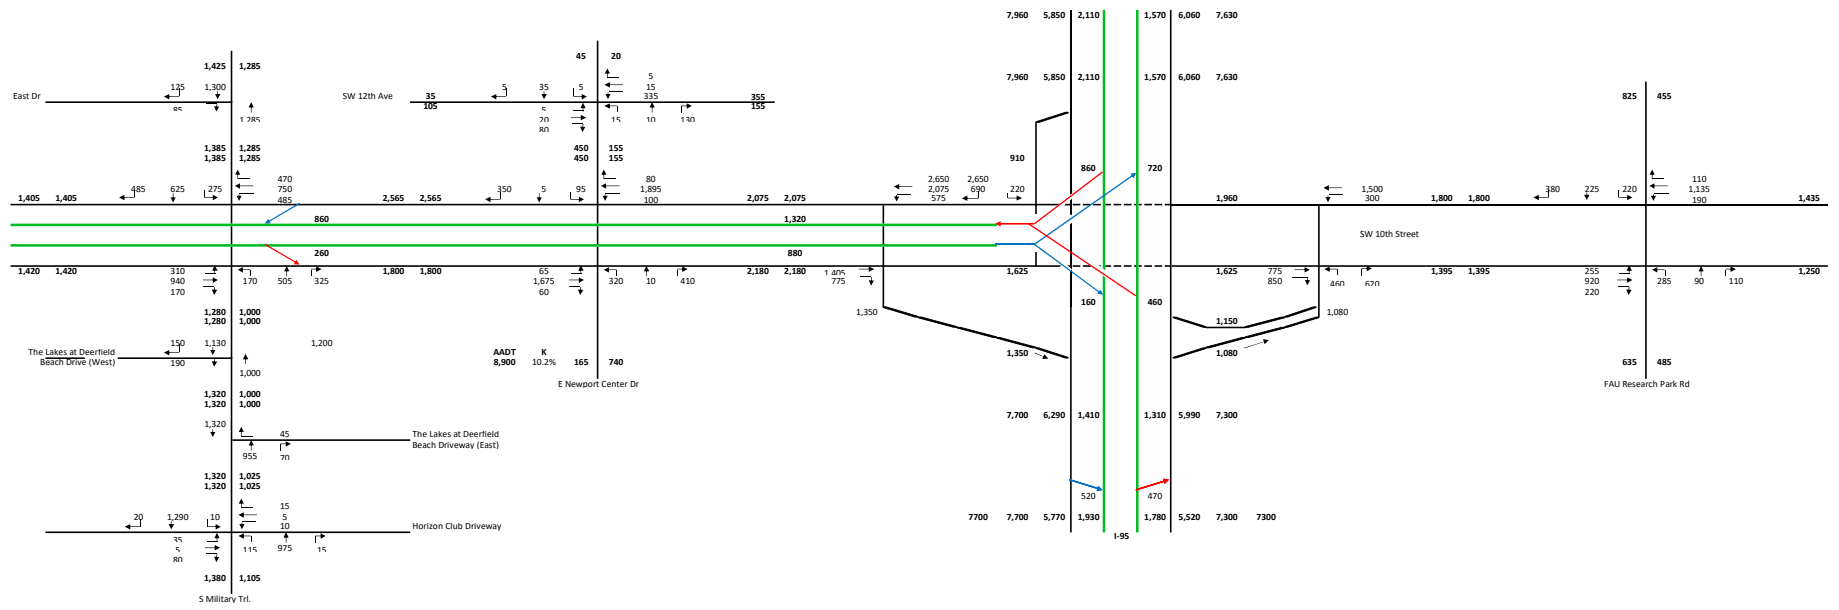 7,960 5,850 2,110 1,570 6,060 7,630
45 20
1,425 1,285
7,960 5,850 2,110 1,570 6,060 7,630
5
125 1,300 5 35 5 15
East Dr SW 12th Ave 35 335 355 825 455
85 105 5 155
1,285 20 15 10 130
80
1,385 1,285 450 155
1,385 1,285 450 155 910
860 720
470 80 2,650 2,650 110
485 625 275 750 350 5 95 1,895 2,075 690 220 1,500 380 225 220 1,135
1,405 1,405 485 2,565 2,565 100 2,075 2,075 575 1,960 300 1,800 1,800 190 1,435
860 1,320
SW 10th Street
260 880
1,420 1,420 310 1,800 1,800 65 2,180 2,180 1,405 1,625 1,625 775 1,395 1,395 255 1,250
940 170 505 325 1,675 320 10 410 775 850 460 620 920 285 90 110
170 60 220
160 460
1,280 1,000 1,350 1,080
1,280 1,000 1,150
150 1,130 1,200
The Lakes at Deerfield AADT K 1,350 1,080
Beach Drive (West) 190 8,900 10.2% 165 740 635 485
1,000
E Newport Center Dr FAU Research Park Rd
1,320 1,000
1,320 1,000
7,700 6,290 1,410 1,310 5,990 7,300
1,320
45 The Lakes at Deerfield
Beach Driveway (East)
955 70
1,320 1,025
1,320 1,025
520 470
15
20 1,290 10 5 7700 7,700 5,770 1,930 1,780 5,520 7,300 7300
10 Horizon Club Driveway
35 I-95
5 115 975 15
80
1,380 1,105
S Military Trl.